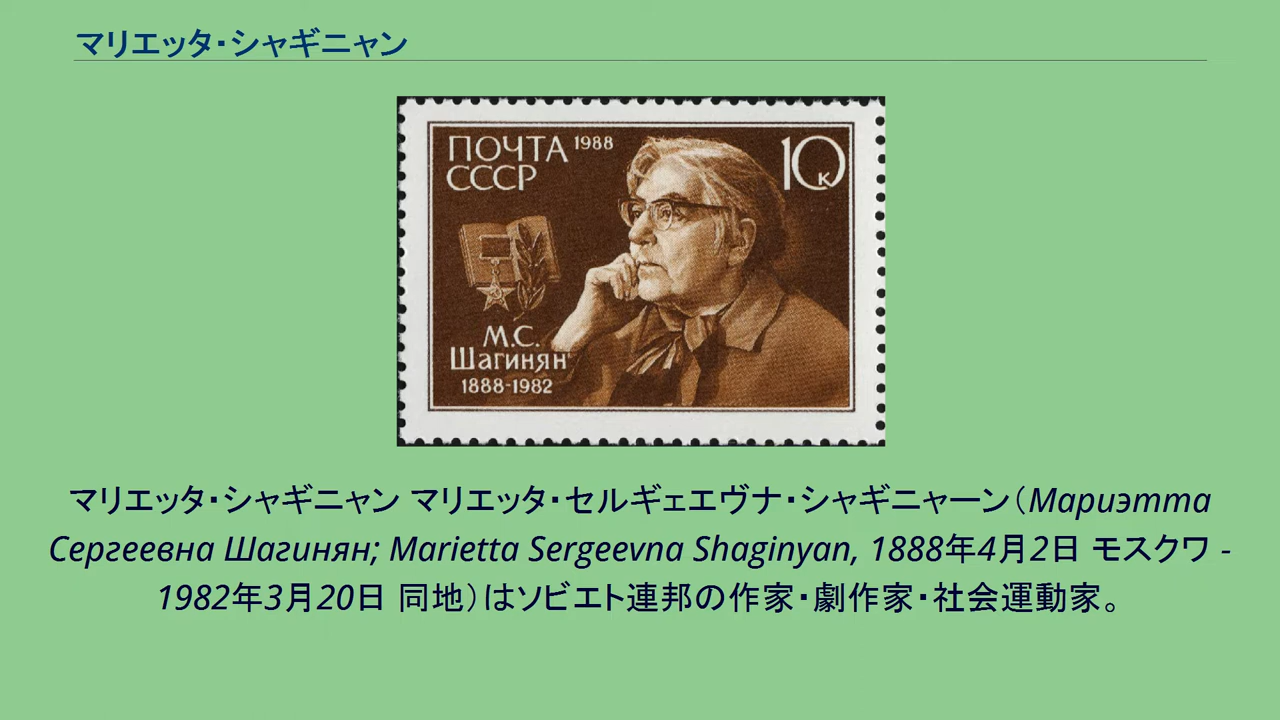 マリエッタ・シャギニャン
ПОЧТА 1988
СССР
10 к
М.С.
Шагинян
1888-1982
マリエッタ・シャギニャン マリエッタ・セルギェエヴナ・シャギニャーン（Мариэтта
Сергеевна Шагинян; Marietta Sergeevna Shaginyan, 1888年4月2日 モスクワ -
1982年3月20日 同地）はソビエト連邦の作家・劇作家・社会運動家。